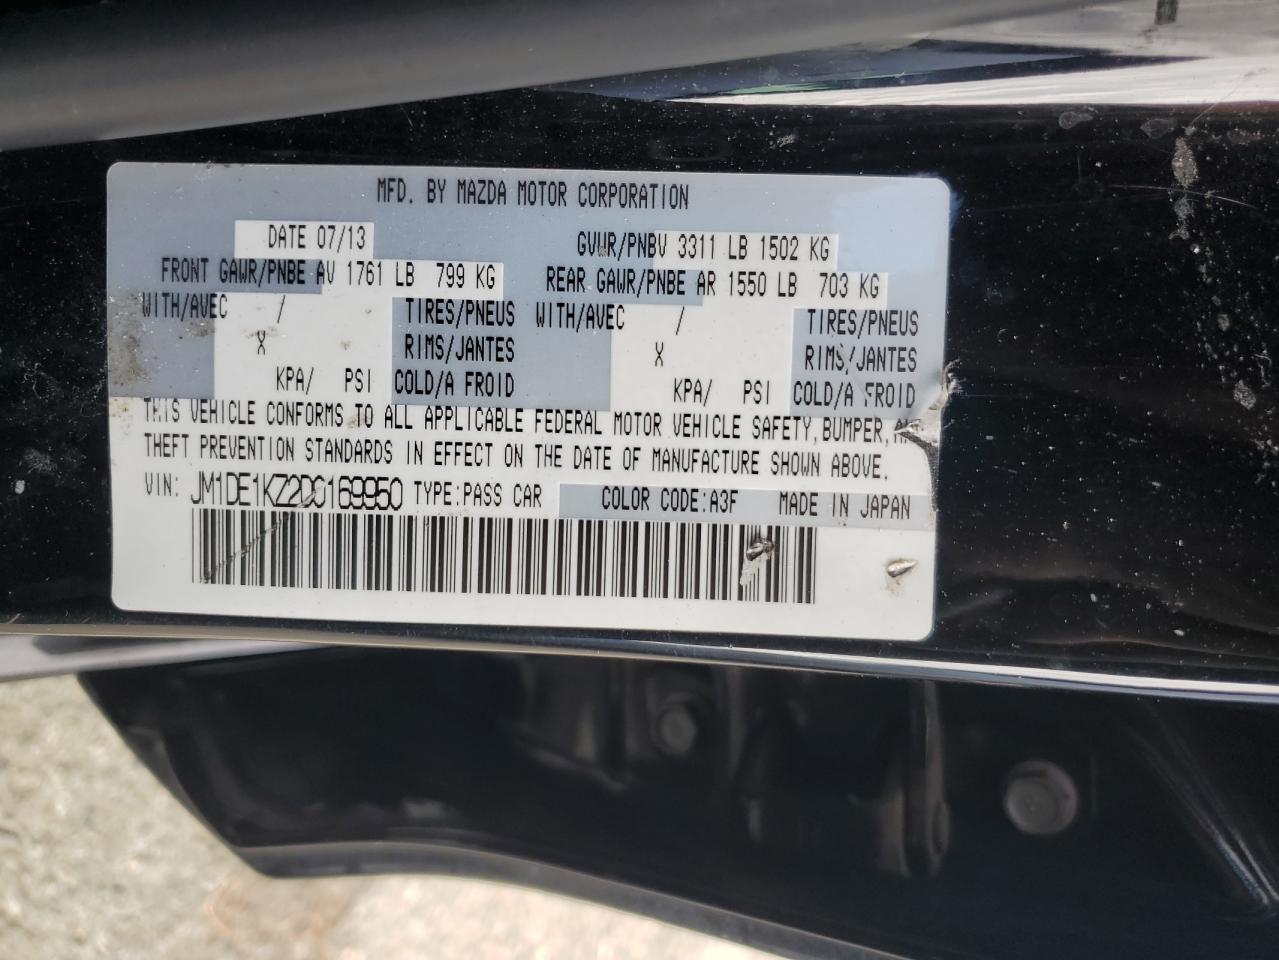 MFD. BY MAZDA MOTOR CORPORATION
DATE 07/13 GVWR/PNBV 3311 LB 1502 KG
FRONT GAWR/PNBE AV 1761 LB 799 KG REAR GAWR/PNBE AR 1550 LB 703 KG
WITH/AVEC / TIRES/PNEUS WITH/AVEC / TIRES/PNEUS
X RIMS/JANTES X RIMS/JANTES
KPA/ PSI COLD/A FROID KPA/ PSI COLD/A FROID
THIS VEHICLE CONFORMS TO ALL APPLICABLE FEDERAL MOTOR VEHICLE SAFETY, BUMPER,
THEFT PREVENTION STANDARDS IN EFFECT ON THE DATE OF MANUFACTURE SHOWN ABOVE.
VIN: JM1DE1KZ2D0169950 TYPE:PASS CAR COLOR CODE:A3F MADE IN JAPAN